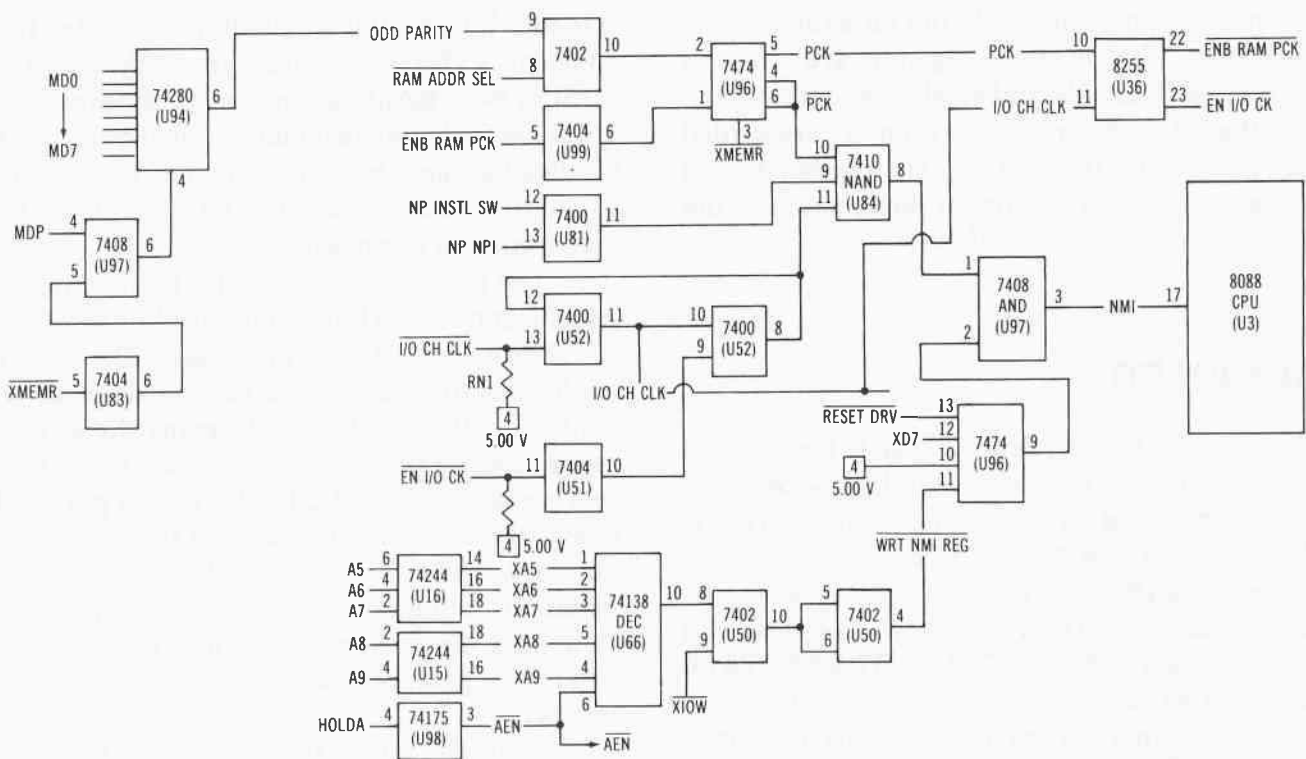 MD0
MD7
74280
(U94)
6
4
ODD PARITY
9
RAM ADDR SEL
8
7402
10
2
7474
(U96)
5
4
6
1
3
XMEMR
PCK
PCK
PCK
10
I/O CH CLK
11
8255
(U36)
22
ENB RAM PCK
23
EN I/O CK
ENB RAM PCK
5
7404
(U99)
6
MDP
4
5
7408
(U97)
6
NP INSTL SW
12
NP NPI
13
7400
(U81)
11
10
9
11
7410
NAND
(U84)
8
XMEMR
5
7404
(U83)
6
I/O CH CLK
12
13
7400
(U52)
11
RN1
4
5.00 V
I/O CH CLK
10
9
7400
(U52)
8
1
2
7408
AND
(U97)
3
NMI
17
8088
CPU
(U3)
EN I/O CK
11
7404
(U51)
10
4
5.00 V
RESET DRV
13
XD7
12
10
11
4
5.00 V
7474
(U96)
9
WRT NMI REG
A5
6
A6
4
A7
2
74244
(U16)
14
XA5
1
16
XA6
2
18
XA7
3
A8
2
A9
4
74244
(U15)
18
XA8
5
16
XA9
4
6
74138
DEC
(U66)
10
8
9
XIOW
7402
(U50)
10
5
6
7402
(U50)
4
HOLDA
4
74175
(U98)
3
AEN
AEN